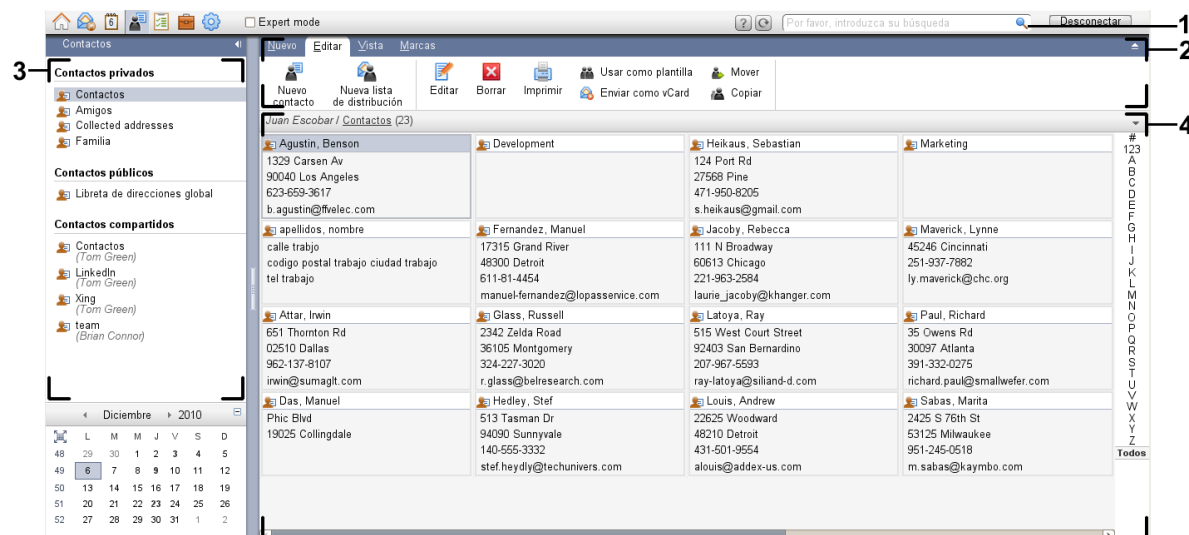 6 Expert mode Por favor, introduzca su búsqueda Desconectar 1
Contactos Nuevo Editar Vista Marcas 2
3 Contactos privados
Contactos
Amigos
Collected addresses
Familia
Contactos públicos
Libreta de direcciones global
Contactos compartidos
Contactos
(Tom Green)
LinkedIn
(Tom Green)
Xing
(Tom Green)
team
(Brian Connor)
Nuevo contacto
Nueva lista de distribución
Editar
Borrar
Imprimir
Usar como plantilla
Enviar como vCard
Mover
Copiar
Juan Escobar / Contactos (23) 4
Agustin, Benson
1329 Carsen Av
90040 Los Angeles
623-659-3617
b.agustin@ffvelec.com
Development
Heikaus, Sebastian
124 Port Rd
27568 Pine
471-950-8205
s.heikaus@gmail.com
Marketing
apellidos, nombre
calle trabjo
codigo postal trabajo ciudad trabajo
tel trabajo
Fernandez, Manuel
17315 Grand River
48300 Detroit
611-81-4454
manuel-fernandez@lopasservice.com
Jacoby, Rebecca
111 N Broadway
60613 Chicago
221-963-2584
laurie_jacoby@khanger.com
Maverick, Lynne
45246 Cincinnati
251-937-7882
ly.maverick@chc.org
Attar, Irwin
651 Thornton Rd
02510 Dallas
962-137-8107
irwin@sumaglt.com
Glass, Russell
2342 Zelda Road
36105 Montgomery
324-227-3020
r.glass@belresearch.com
Latoya, Ray
515 West Court Street
92403 San Bernardino
207-967-5593
ray-latoya@siliand-d.com
Paul, Richard
35 Owens Rd
30097 Atlanta
391-332-0275
richard.paul@smallwefer.com
Das, Manuel
Phic Blvd
19025 Collingdale
Hedley, Stef
513 Tasman Dr
94090 Sunnyvale
140-555-3332
stef.heydly@techunivers.com
Louis, Andrew
22625 Woodward
48210 Detroit
431-501-9554
alouis@addex-us.com
Sabas, Marita
2425 S 76th St
53125 Milwaukee
951-245-0518
m.sabas@kaymbo.com
#
123
A
B
C
D
E
F
G
H
I
J
K
L
M
N
O
P
Q
R
S
T
U
V
W
X
Y
Z
Todos
Diciembre 2010
L M M J V S D
48 29 30 1 2 3 4 5
49 6 7 8 9 10 11 12
50 13 14 15 16 17 18 19
51 20 21 22 23 24 25 26
52 27 28 29 30 31 1 2